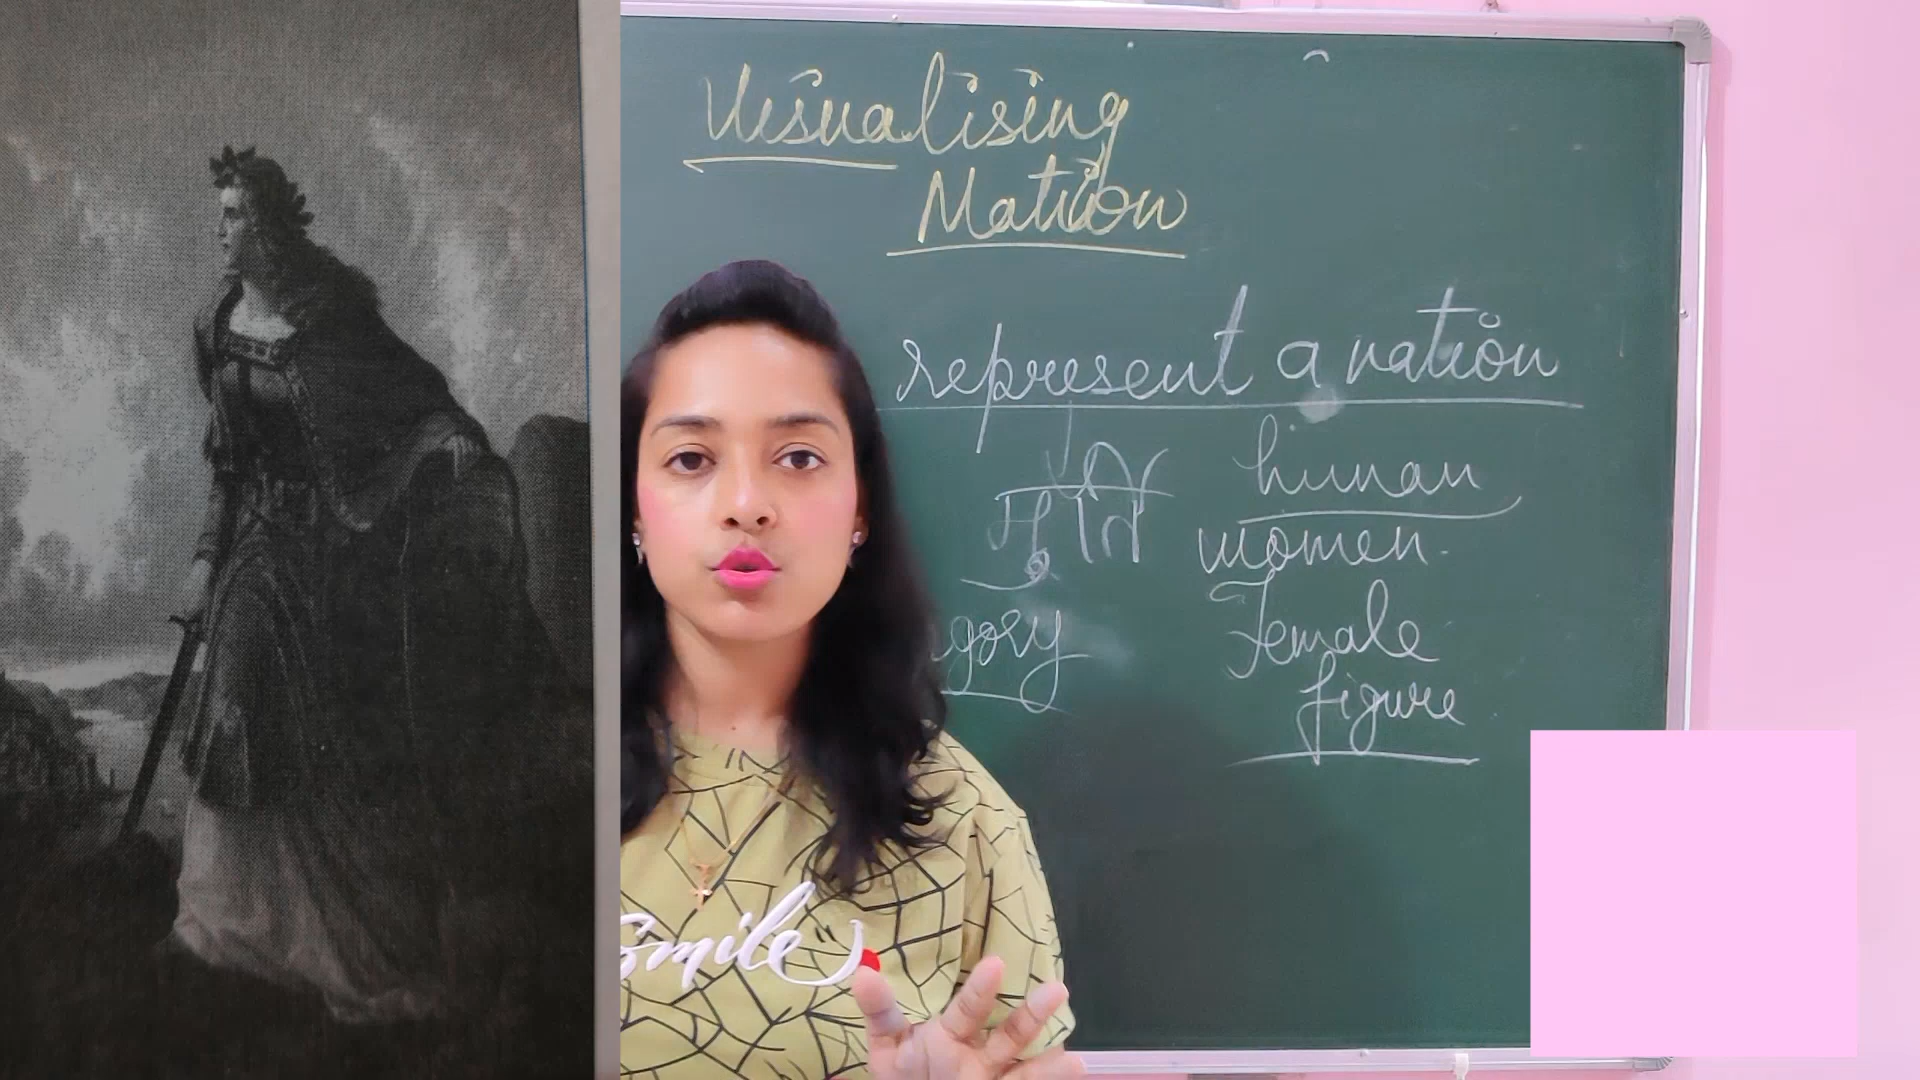 Visualising
Nation
represent a nation
human
मूर्ति
women
gory
Female
figure
Smile